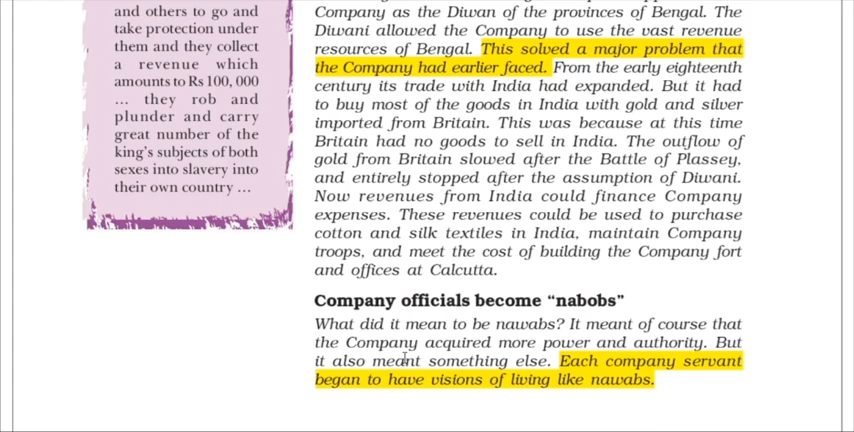 and others to go and
take protection under
them and they collect
a revenue which
amounts to Rs 100, 000
… they rob and
plunder and carry
great number of the
king's subjects of both
sexes into slavery into
their own country …
Company as the Diwan of the provinces of Bengal. The
Diwani allowed the Company to use the vast revenue
resources of Bengal. This solved a major problem that
the Company had earlier faced. From the early eighteenth
century its trade with India had expanded. But it had
to buy most of the goods in India with gold and silver
imported from Britain. This was because at this time
Britain had no goods to sell in India. The outflow of
gold from Britain slowed after the Battle of Plassey,
and entirely stopped after the assumption of Diwani.
Now revenues from India could finance Company
expenses. These revenues could be used to purchase
cotton and silk textiles in India, maintain Company
troops, and meet the cost of building the Company fort
and offices at Calcutta.
Company officials become “nabobs”
What did it mean to be nawabs? It meant of course that
the Company acquired more power and authority. But
it also meant something else. Each company servant
began to have visions of living like nawabs.